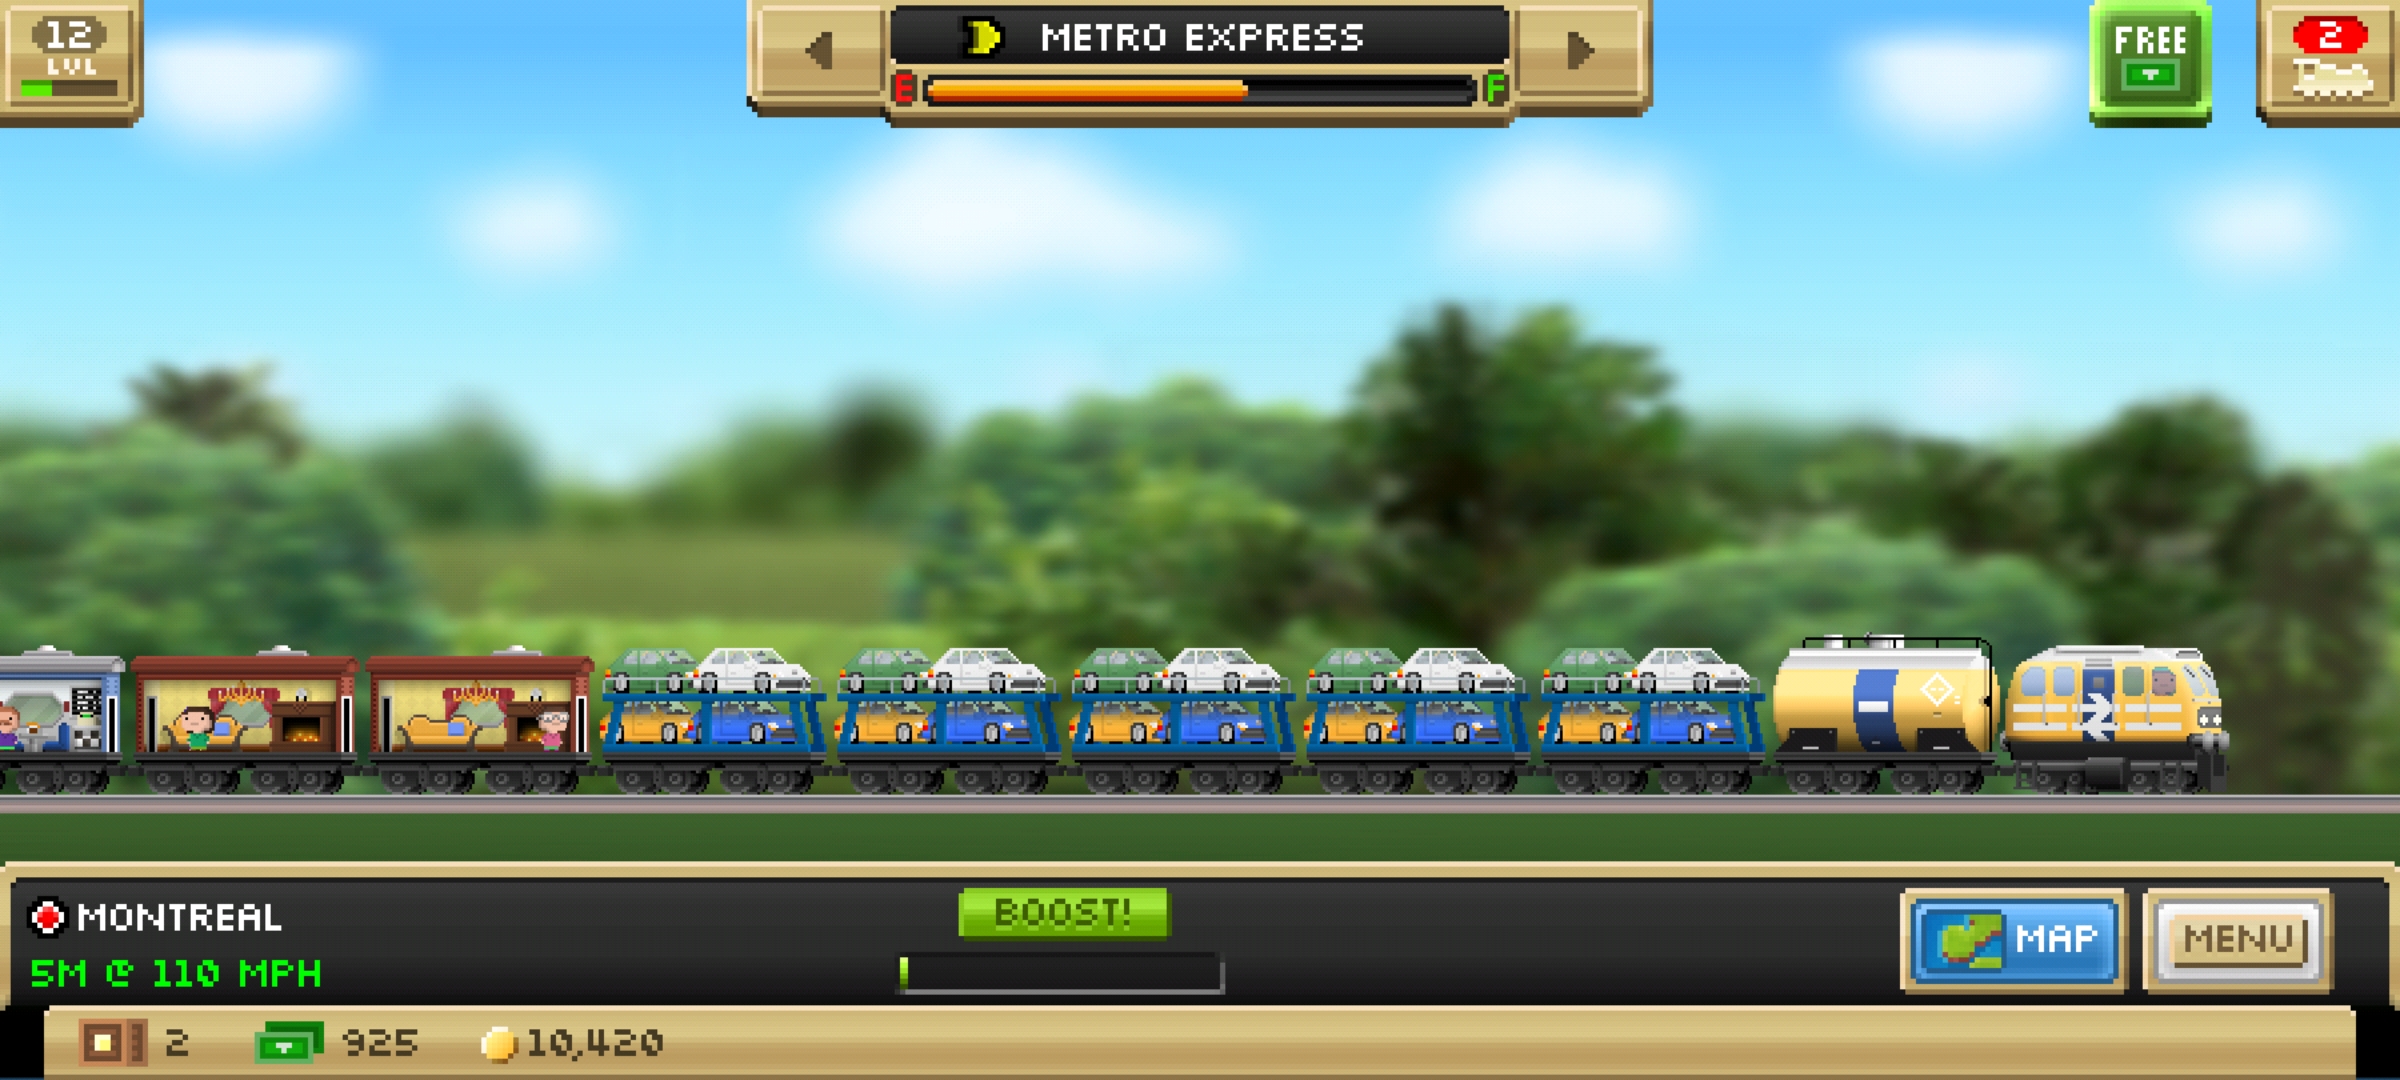 12
LVL
METRO EXPRESS
E F
FREE
2
MONTREAL
5M @ 110 MPH
BOOST!
MAP
MENU
2 925 10,420